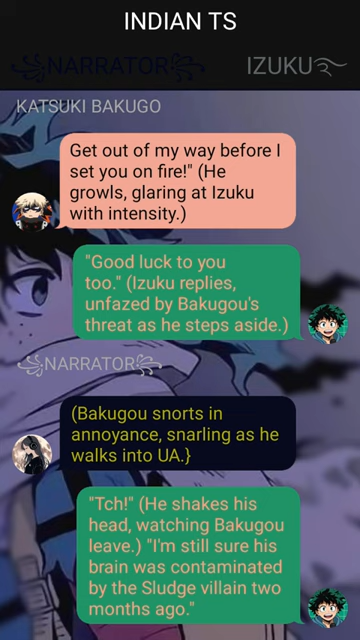 INDIAN TS
꧁NARRATOR꧂ IZUKU࿐
KATSUKI BAKUGO
Get out of my way before I
set you on fire!" (He
growls, glaring at Izuku
with intensity.)
"Good luck to you
too." (Izuku replies,
unfazed by Bakugou's
threat as he steps aside.)
꧁NARRATOR꧂
(Bakugou snorts in
annoyance, snarling as he
walks into UA.}
"Tch!" (He shakes his
head, watching Bakugou
leave.) "I'm still sure his
brain was contaminated
by the Sludge villain two
months ago."